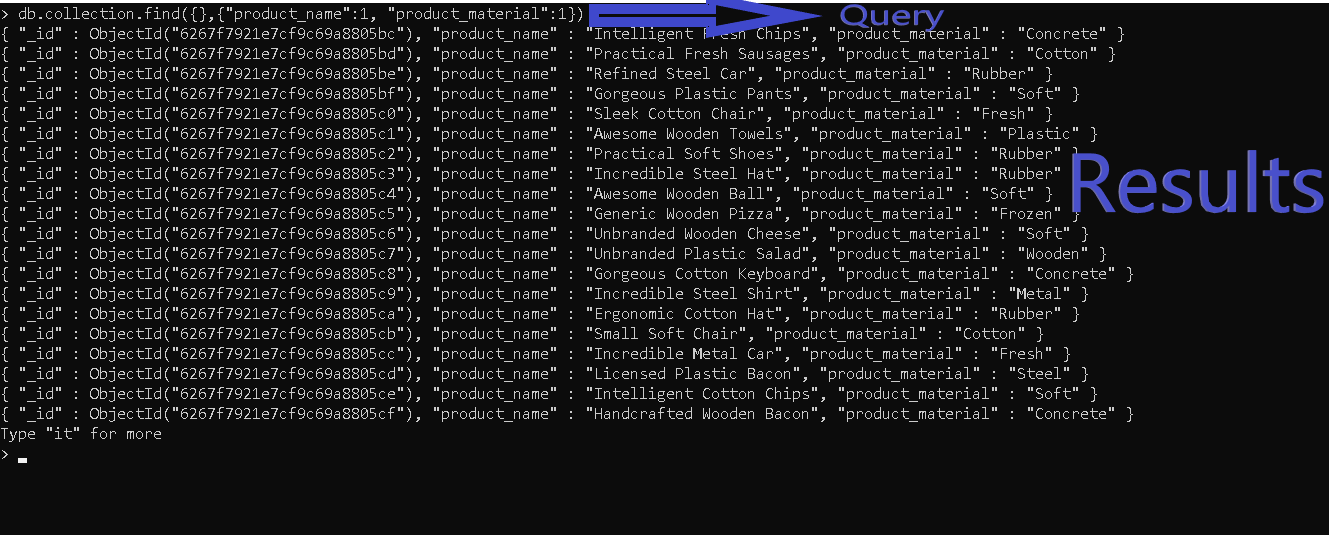 > db.collection.find({},{"product_name":1, "product_material":1})
Query
{ "_id" : ObjectId("6267f7921e7cf9c69a8805bc"), "product_name" : "Intelligent Fresh Chips", "product_material" : "Concrete" }
{ "_id" : ObjectId("6267f7921e7cf9c69a8805bd"), "product_name" : "Practical Fresh Sausages", "product_material" : "Cotton" }
{ "_id" : ObjectId("6267f7921e7cf9c69a8805be"), "product_name" : "Refined Steel Car", "product_material" : "Rubber" }
{ "_id" : ObjectId("6267f7921e7cf9c69a8805bf"), "product_name" : "Gorgeous Plastic Pants", "product_material" : "Soft" }
{ "_id" : ObjectId("6267f7921e7cf9c69a8805c0"), "product_name" : "Sleek Cotton Chair", "product_material" : "Fresh" }
{ "_id" : ObjectId("6267f7921e7cf9c69a8805c1"), "product_name" : "Awesome Wooden Towels", "product_material" : "Plastic" }
{ "_id" : ObjectId("6267f7921e7cf9c69a8805c2"), "product_name" : "Practical Soft Shoes", "product_material" : "Rubber" }
{ "_id" : ObjectId("6267f7921e7cf9c69a8805c3"), "product_name" : "Incredible Steel Hat", "product_material" : "Rubber" }
Results
{ "_id" : ObjectId("6267f7921e7cf9c69a8805c4"), "product_name" : "Awesome Wooden Ball", "product_material" : "Soft" }
{ "_id" : ObjectId("6267f7921e7cf9c69a8805c5"), "product_name" : "Generic Wooden Pizza", "product_material" : "Frozen" }
{ "_id" : ObjectId("6267f7921e7cf9c69a8805c6"), "product_name" : "Unbranded Wooden Cheese", "product_material" : "Soft" }
{ "_id" : ObjectId("6267f7921e7cf9c69a8805c7"), "product_name" : "Unbranded Plastic Salad", "product_material" : "Wooden" }
{ "_id" : ObjectId("6267f7921e7cf9c69a8805c8"), "product_name" : "Gorgeous Cotton Keyboard", "product_material" : "Concrete" }
{ "_id" : ObjectId("6267f7921e7cf9c69a8805c9"), "product_name" : "Incredible Steel Shirt", "product_material" : "Metal" }
{ "_id" : ObjectId("6267f7921e7cf9c69a8805ca"), "product_name" : "Ergonomic Cotton Hat", "product_material" : "Rubber" }
{ "_id" : ObjectId("6267f7921e7cf9c69a8805cb"), "product_name" : "Small Soft Chair", "product_material" : "Cotton" }
{ "_id" : ObjectId("6267f7921e7cf9c69a8805cc"), "product_name" : "Incredible Metal Car", "product_material" : "Fresh" }
{ "_id" : ObjectId("6267f7921e7cf9c69a8805cd"), "product_name" : "Licensed Plastic Bacon", "product_material" : "Steel" }
{ "_id" : ObjectId("6267f7921e7cf9c69a8805ce"), "product_name" : "Intelligent Cotton Chips", "product_material" : "Soft" }
{ "_id" : ObjectId("6267f7921e7cf9c69a8805cf"), "product_name" : "Handcrafted Wooden Bacon", "product_material" : "Concrete" }
Type "it" for more
>